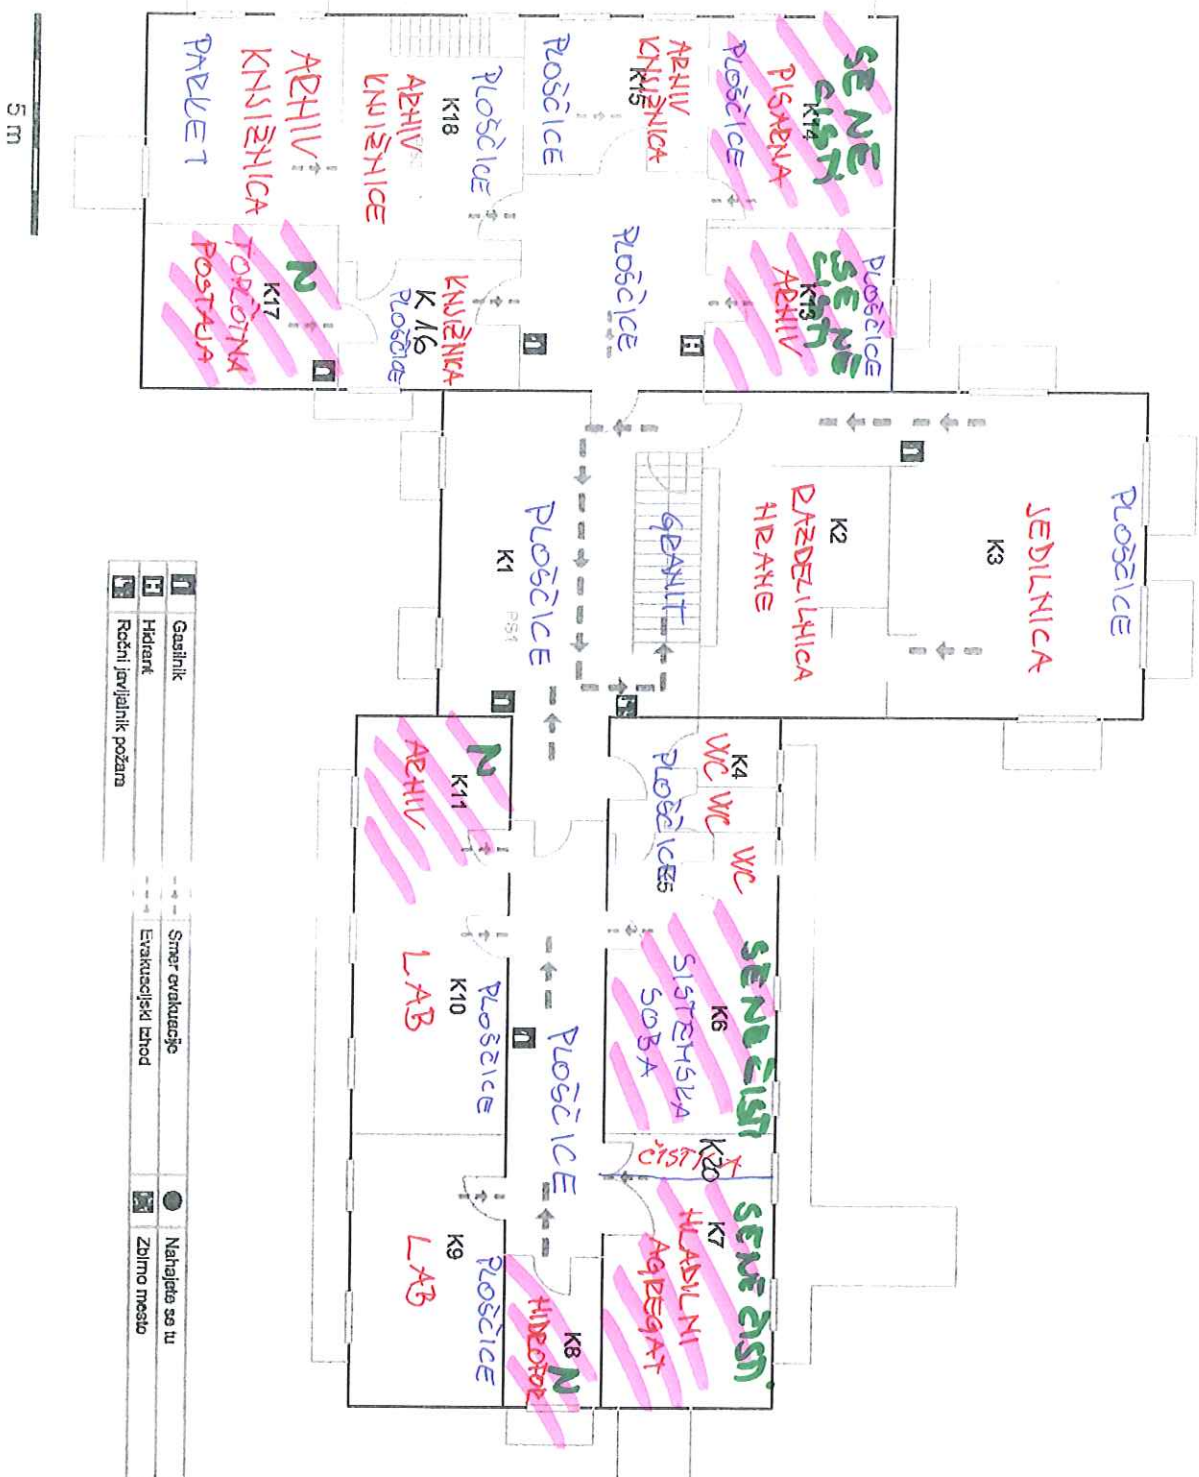 SE NE
ČISTI
K14
PISARNA
PLOŠČICE
PLOŠČICE
SE NE
ČISTI
K13
ARHIV
ARHIV
KNJIŽNICA
K15
PLOŠČICE
PLOŠČICE
PLOŠČICE
K18
ARHIV
KNJIŽNICE
ARHIV
KNJIŽNICA
PARKET
KNJIŽNICA
K 16
PLOŠČICE
N
K17
TOPLOTNA
POSTAJA
H
PLOŠČICE
JEDILNICA
K3
K2
RAZDELILNICA
HRANE
GRANIT
PLOŠČICE
K1
K4
WC
WC
WC
PLOŠČICE
SE NE ČISTI
K6
SISTEMSKA
SOBA
K20
ČISTILA
SE NE ČISTI
K7
HLADILNI
AGREGAT
PLOŠČICE
K8
N
HIDROFOR
N
K11
ARHIV
PLOŠČICE
K10
LAB
PLOŠČICE
K9
LAB
5 m
Gasilnik
Smer evakuacije
Nahajate se tu
H
Hidrant
Evakuacijski izhod
Zbirno mesto
Ročni javljalnik požara